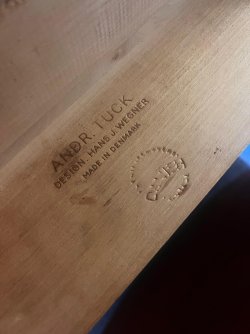 ANDR. TUCK
DESIGN. HANS J. WEGNER
MADE IN DENMARK